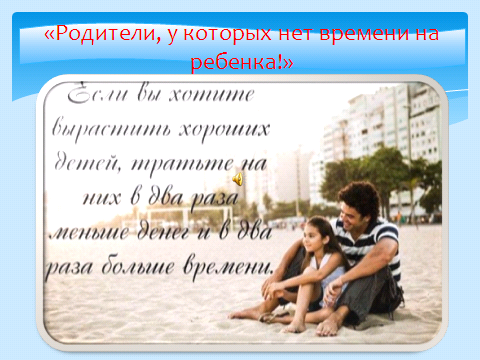 «Родители, у которых нет времени на
ребенка!»
Если вы хотите
вырастить хороших
детей, тратьте на
них в два раза
меньше денег и в два
раза больше времени.